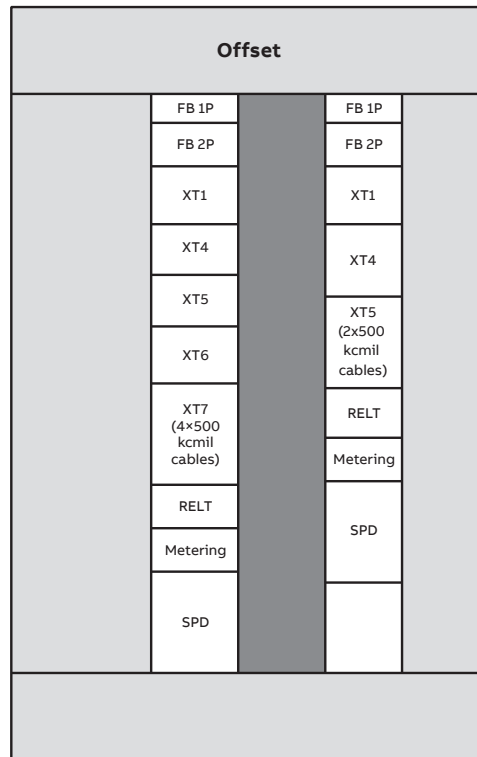 Offset
FB 1P
FB 2P
XT1
XT4
XT5
XT6
XT7
(4×500
kcmil
cables)
RELT
Metering
SPD
FB 1P
FB 2P
XT1
XT4
XT5
(2x500
kcmil
cables)
RELT
Metering
SPD